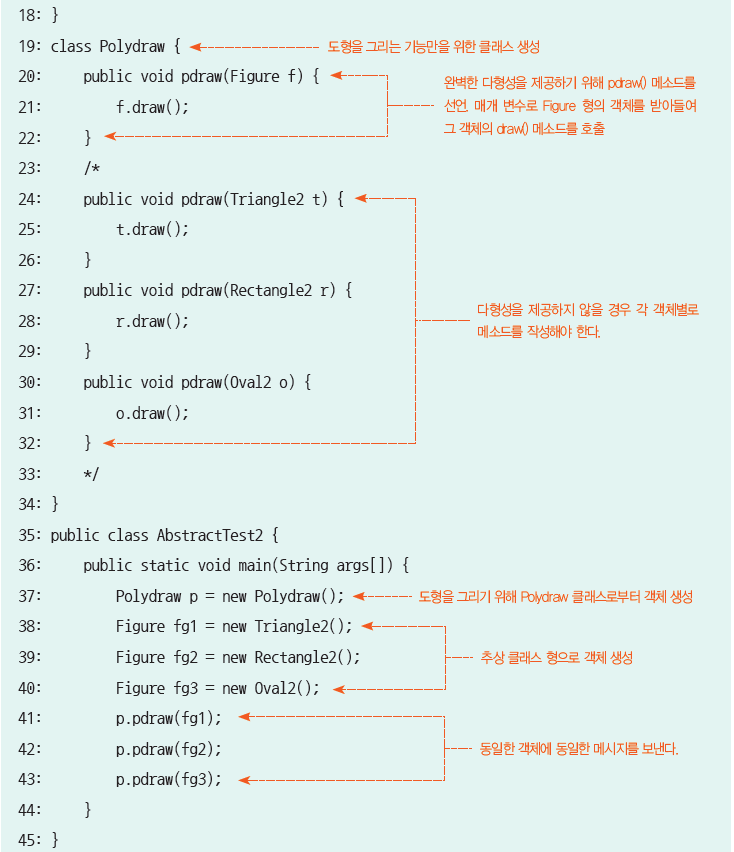 18: }
19: class Polydraw { 도형을 그리는 기능만을 위한 클래스 생성
20: public void pdraw(Figure f) {
완벽한 다형성을 제공하기 위해 pdraw() 메소드를
21: f.draw();
선언. 매개 변수로 Figure 형의 객체를 받아들여
그 객체의 draw() 메소드를 호출
22: }
23: /*
24: public void pdraw(Triangle2 t) {
25: t.draw();
26: }
27: public void pdraw(Rectangle2 r) {
다형성을 제공하지 않을 경우 각 객체별로
28: r.draw();
메소드를 작성해야 한다.
29: }
30: public void pdraw(Oval2 o) {
31: o.draw();
32: }
33: */
34: }
35: public class AbstractTest2 {
36: public static void main(String args[]) {
37: Polydraw p = new Polydraw(); 도형을 그리기 위해 Polydraw 클래스로부터 객체 생성
38: Figure fg1 = new Triangle2();
39: Figure fg2 = new Rectangle2(); 추상 클래스 형으로 객체 생성
40: Figure fg3 = new Oval2();
41: p.pdraw(fg1);
42: p.pdraw(fg2); 동일한 객체에 동일한 메시지를 보낸다.
43: p.pdraw(fg3);
44: }
45: }